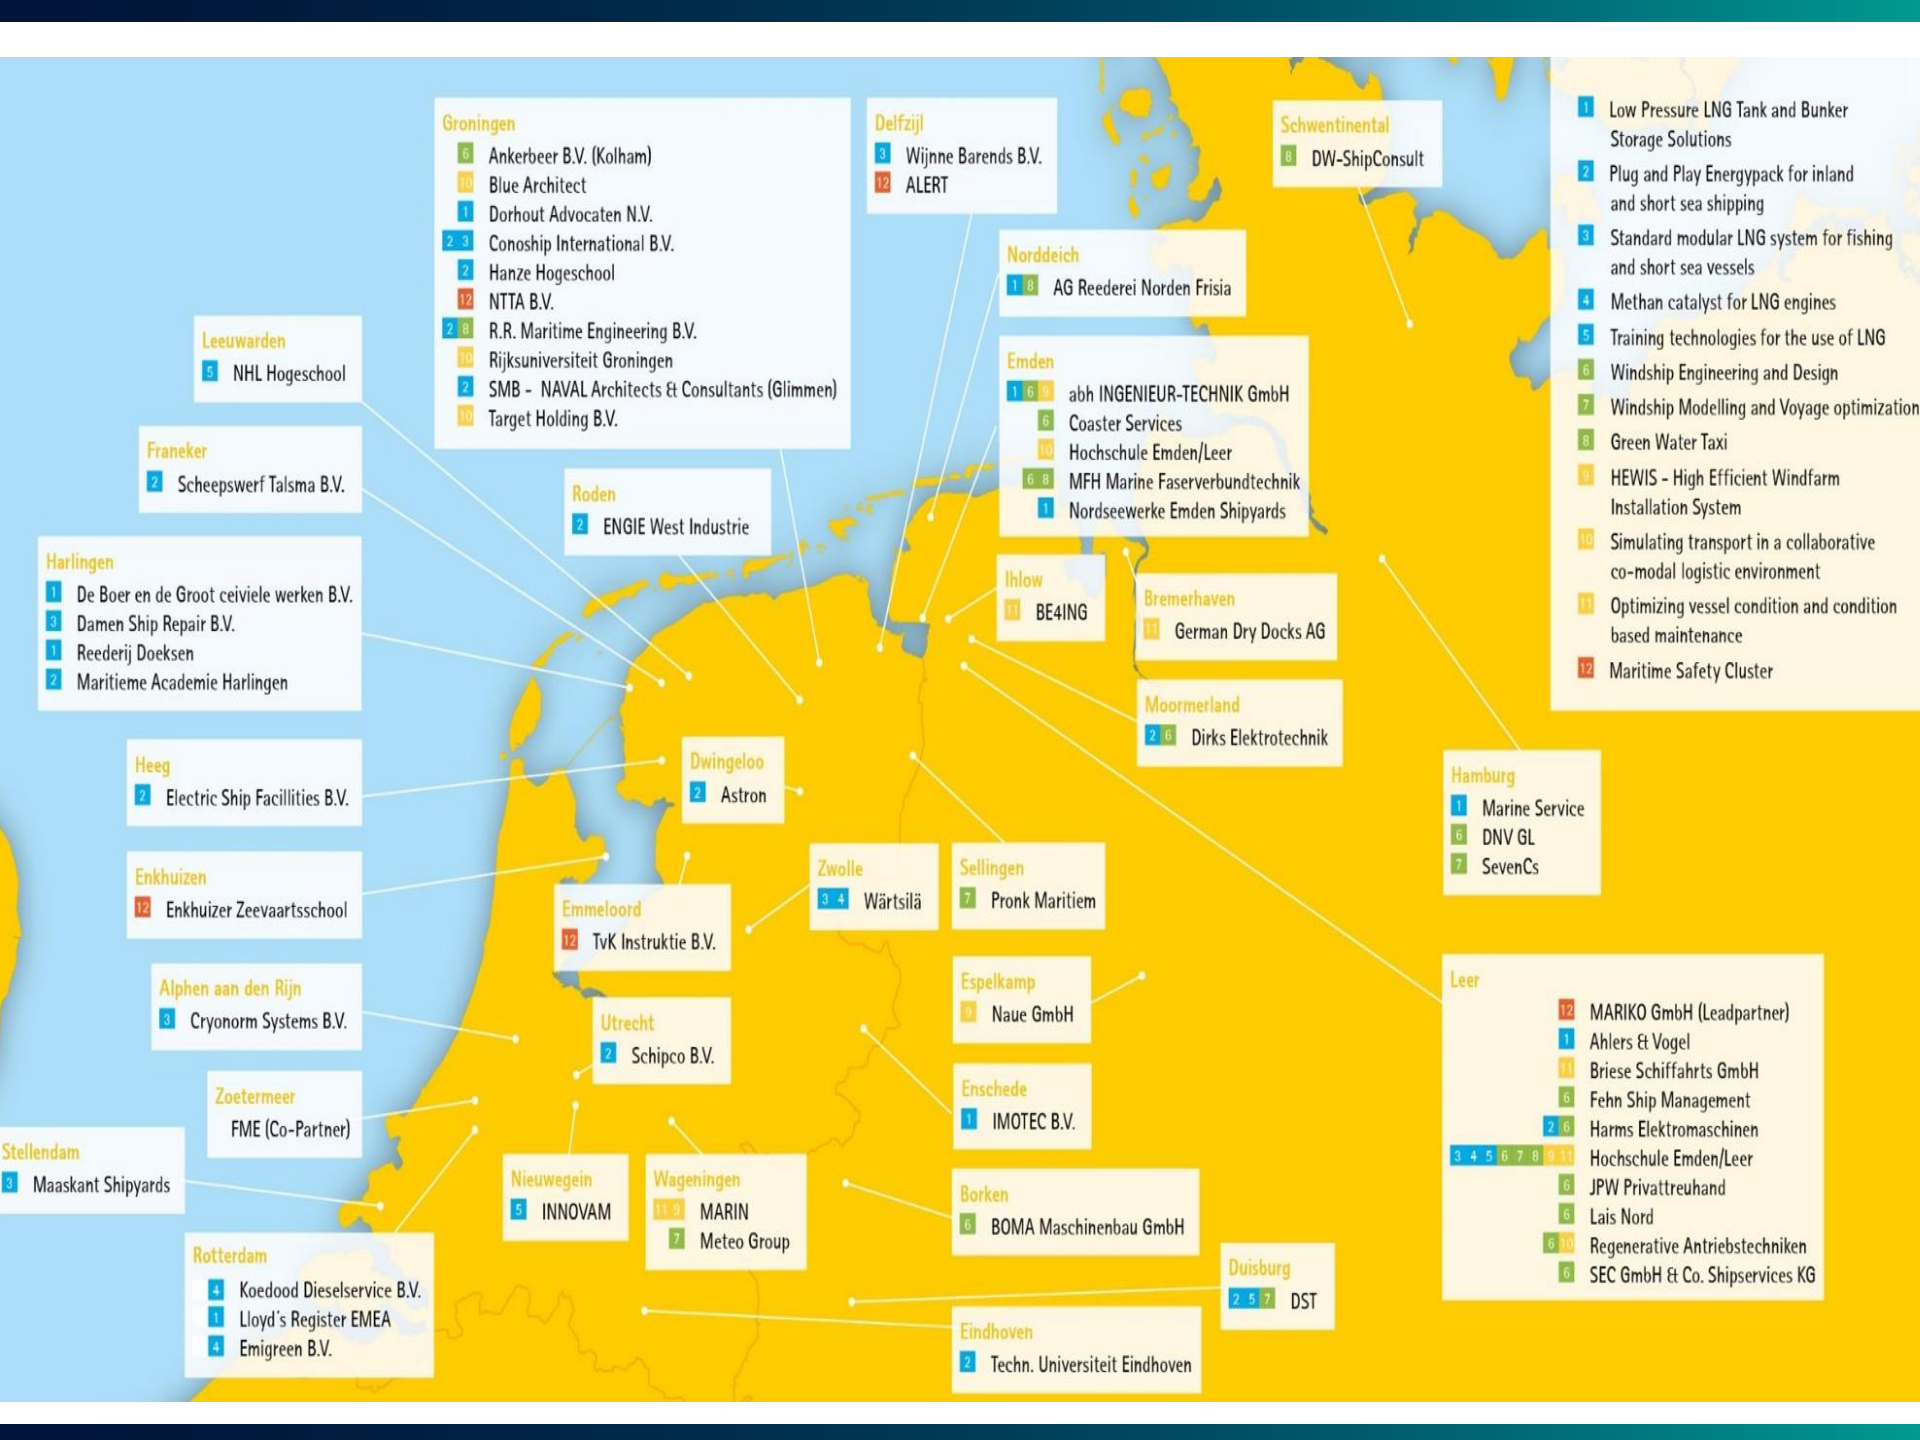 Groningen
6 Ankerbeer B.V. (Kolham)
10 Blue Architect
1 Dorhout Advocaten N.V.
2 3 Conoship International B.V.
2 Hanze Hogeschool
12 NTTA B.V.
2 8 R.R. Maritime Engineering B.V.
10 Rijksuniversiteit Groningen
2 SMB - NAVAL Architects & Consultants (Glimmen)
10 Target Holding B.V.
Delfzijl
3 Wijnne Barends B.V.
12 ALERT
Schwentinental
8 DW-ShipConsult
Norddeich
1 8 AG Reederei Norden Frisia
Emden
1 6 9 abh INGENIEUR-TECHNIK GmbH
6 Coaster Services
10 Hochschule Emden/Leer
6 8 MFH Marine Faserverbundtechnik
1 Nordseewerke Emden Shipyards
Leeuwarden
5 NHL Hogeschool
Franeker
2 Scheepswerf Talsma B.V.
Roden
2 ENGIE West Industrie
Harlingen
1 De Boer en de Groot ceiviele werken B.V.
3 Damen Ship Repair B.V.
1 Reederij Doeksen
2 Maritieme Academie Harlingen
Ihlow
11 BE4ING
Bremerhaven
11 German Dry Docks AG
Moormerland
2 6 Dirks Elektrotechnik
Heeg
2 Electric Ship Facillities B.V.
Dwingeloo
2 Astron
Hamburg
1 Marine Service
6 DNV GL
7 SevenCs
Enkhuizen
12 Enkhuizer Zeevaartsschool
Emmeloord
12 TvK Instruktie B.V.
Zwolle
3 4 Wärtsilä
Sellingen
7 Pronk Maritiem
Alphen aan den Rijn
3 Cryonorm Systems B.V.
Utrecht
2 Schipco B.V.
Espelkamp
9 Naue GmbH
Zoetermeer
FME (Co-Partner)
Enschede
1 IMOTEC B.V.
Stellendam
3 Maaskant Shipyards
Nieuwegein
5 INNOVAM
Wageningen
11 9 MARIN
7 Meteo Group
Borken
6 BOMA Maschinenbau GmbH
Rotterdam
4 Koedood Dieselservice B.V.
1 Lloyd's Register EMEA
4 Emigreen B.V.
Duisburg
2 5 7 DST
Eindhoven
2 Techn. Universiteit Eindhoven
Leer
12 MARIKO GmbH (Leadpartner)
1 Ahlers & Vogel
11 Briese Schiffahrts GmbH
6 Fehn Ship Management
2 6 Harms Elektromaschinen
3 4 5 6 7 8 9 11 Hochschule Emden/Leer
6 JPW Privattreuhand
6 Lais Nord
6 10 Regenerative Antriebstechniken
6 SEC GmbH & Co. Shipservices KG
1 Low Pressure LNG Tank and Bunker
Storage Solutions
2 Plug and Play Energypack for inland
and short sea shipping
3 Standard modular LNG system for fishing
and short sea vessels
4 Methan catalyst for LNG engines
5 Training technologies for the use of LNG
6 Windship Engineering and Design
7 Windship Modelling and Voyage optimization
8 Green Water Taxi
9 HEWIS - High Efficient Windfarm
Installation System
10 Simulating transport in a collaborative
co-modal logistic environment
11 Optimizing vessel condition and condition
based maintenance
12 Maritime Safety Cluster